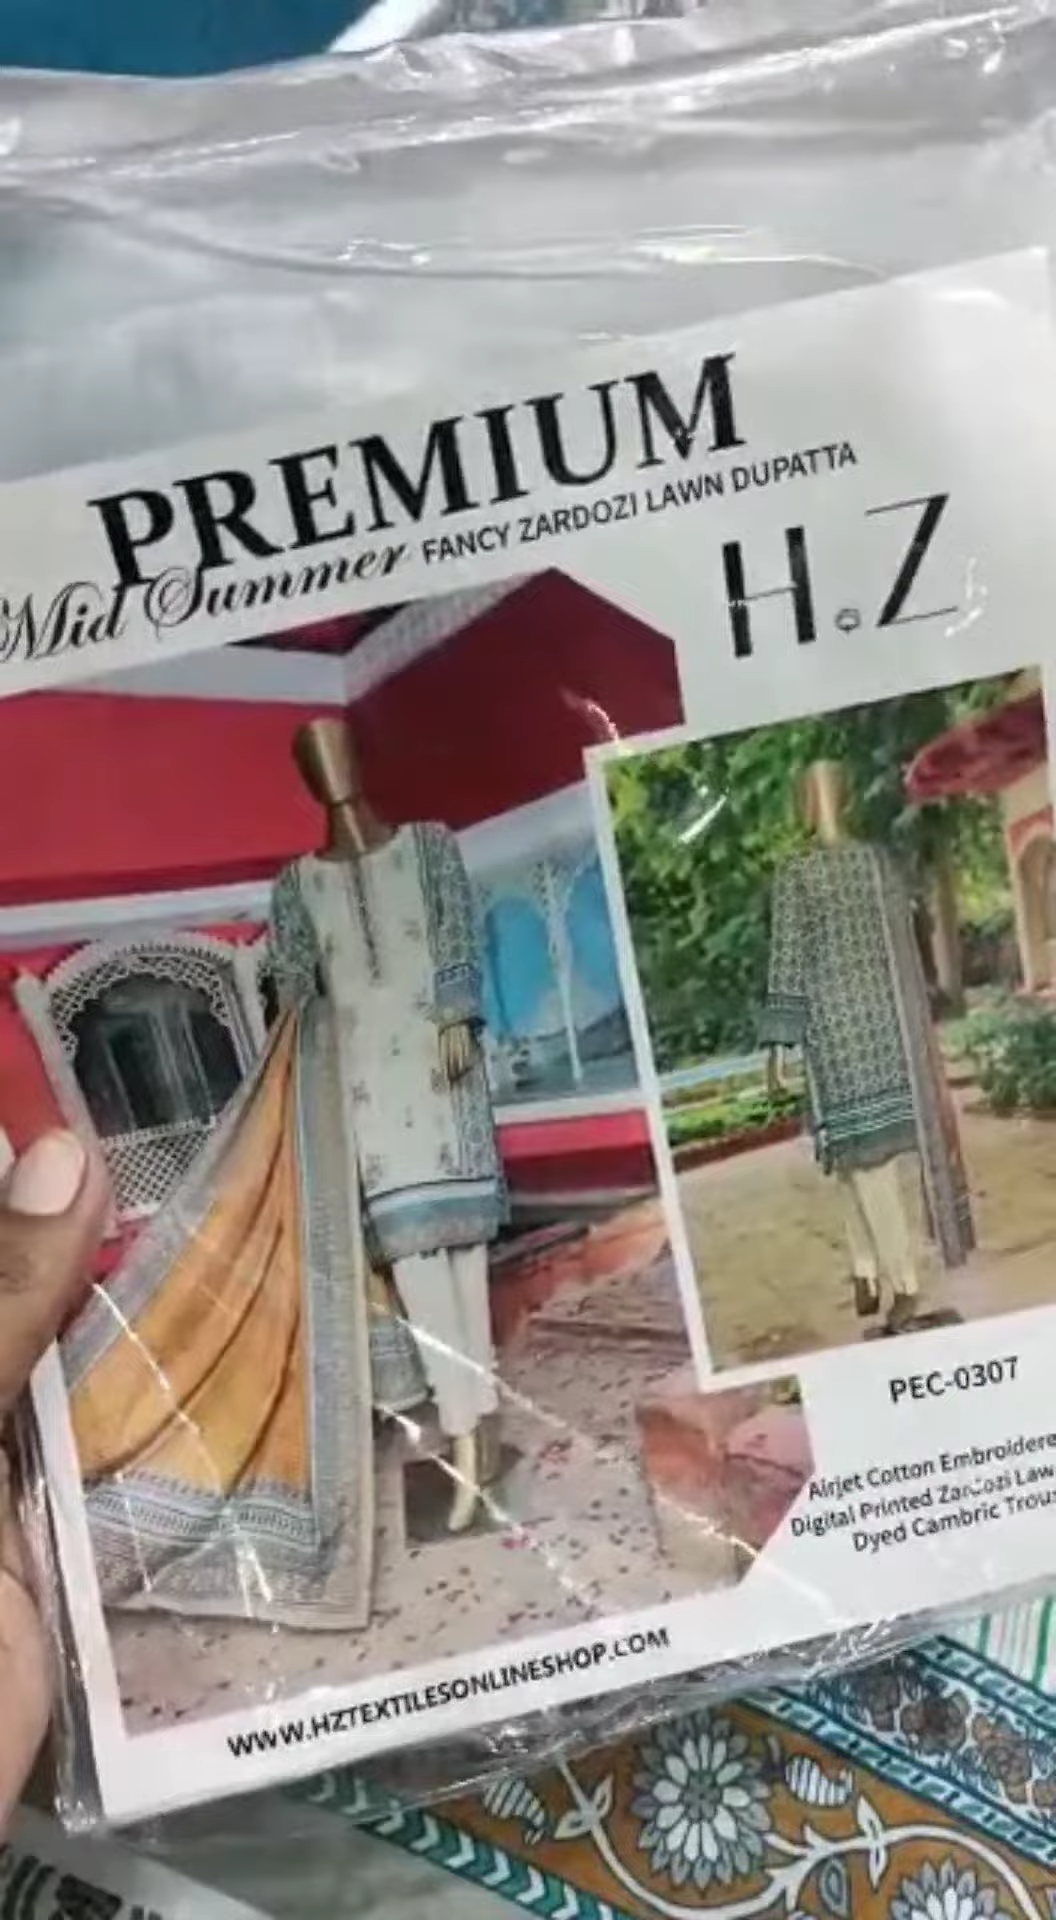 PREMIUM
Mid Summer FANCY ZARDOZI LAWN DUPATTA
H.Z
PEC-0307
Airjet Cotton Embroidere
Digital Printed Zardozi Law
Dyed Cambric Trous
WWW.HZTEXTILESONLINESHOP.COM